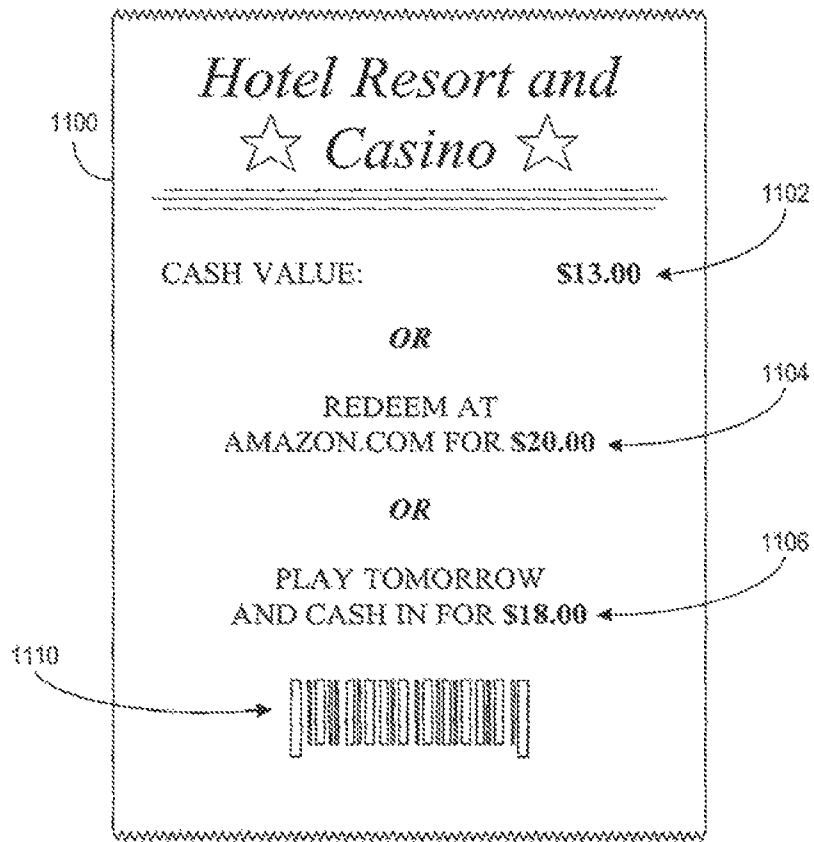 Hotel Resort and
Casino
1100
1102
CASH VALUE: $13.00
OR
1104
REDEEM AT
AMAZON.COM FOR $20.00
OR
1106
PLAY TOMORROW
AND CASH IN FOR $18.00
1110